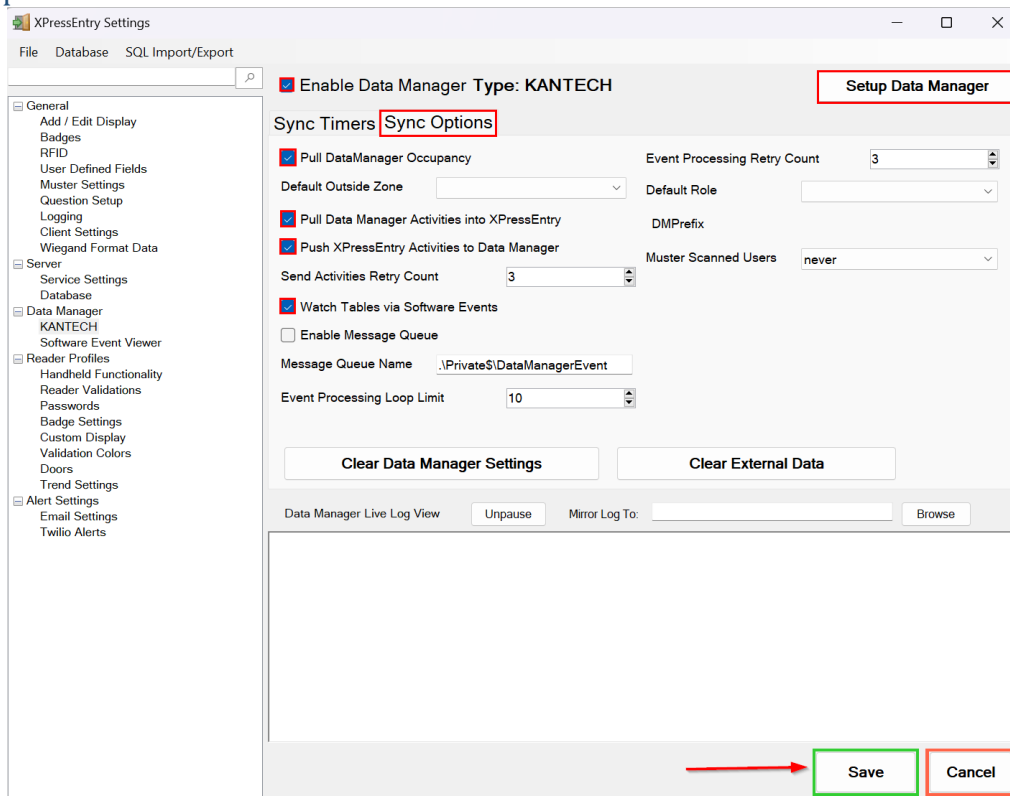 XPressEntry Settings
File Database SQL Import/Export
General
Add / Edit Display
Badges
RFID
User Defined Fields
Muster Settings
Question Setup
Logging
Client Settings
Wiegand Format Data
Server
Service Settings
Database
Data Manager
KANTECH
Software Event Viewer
Reader Profiles
Handheld Functionality
Reader Validations
Passwords
Badge Settings
Custom Display
Validation Colors
Doors
Trend Settings
Alert Settings
Email Settings
Twilio Alerts
Enable Data Manager Type: KANTECH
Setup Data Manager
Sync Timers Sync Options
Pull DataManager Occupancy
Default Outside Zone
Pull Data Manager Activities into XPressEntry
Push XPressEntry Activities to Data Manager
Send Activities Retry Count 3
Watch Tables via Software Events
Enable Message Queue
Message Queue Name .\Private$\DataManagerEvent
Event Processing Loop Limit 10
Event Processing Retry Count 3
Default Role
DMPrefix
Muster Scanned Users never
Clear Data Manager Settings Clear External Data
Data Manager Live Log View Unpause Mirror Log To: Browse
Save Cancel